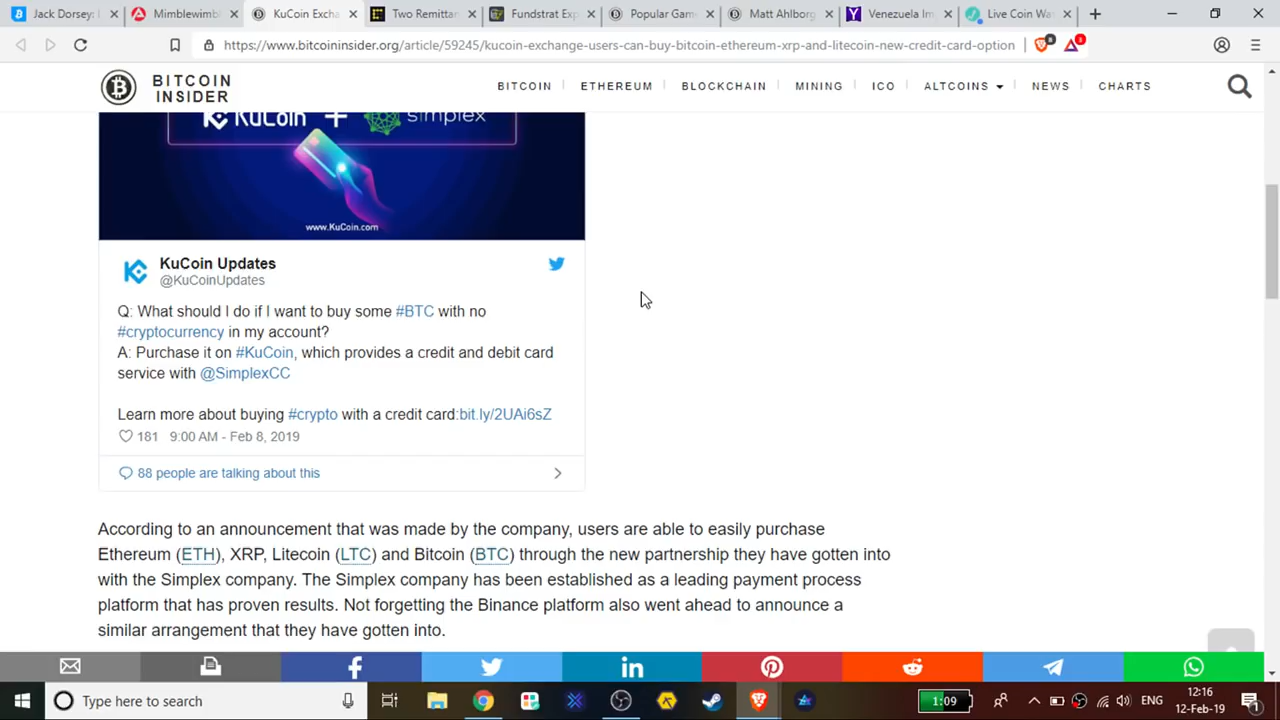 Jack Dorsey:
Mimblewimb
KuCoin Exch
Two Remittar
Fundstrat Exp
Popular Gam
Matt Ahlborg
Venezuela Im
Live Coin Wa
https://www.bitcoininsider.org/article/59245/kucoin-exchange-users-can-buy-bitcoin-ethereum-xrp-and-litecoin-new-credit-card-option
8
3
BITCOIN
INSIDER
BITCOIN
ETHEREUM
BLOCKCHAIN
MINING
ICO
ALTCOINS
NEWS
CHARTS
KuCoin + simplex
www.KuCoin.com
KuCoin Updates
@KuCoinUpdates
Q: What should I do if I want to buy some #BTC with no
#cryptocurrency in my account?
A: Purchase it on #KuCoin, which provides a credit and debit card
service with @SimplexCC
Learn more about buying #crypto with a credit card:bit.ly/2UAi6sZ
181 9:00 AM - Feb 8, 2019
88 people are talking about this
According to an announcement that was made by the company, users are able to easily purchase
Ethereum (ETH), XRP, Litecoin (LTC) and Bitcoin (BTC) through the new partnership they have gotten into
with the Simplex company. The Simplex company has been established as a leading payment process
platform that has proven results. Not forgetting the Binance platform also went ahead to announce a
similar arrangement that they have gotten into.
Type here to search
1:09
ENG
12:16
12-Feb-19
1